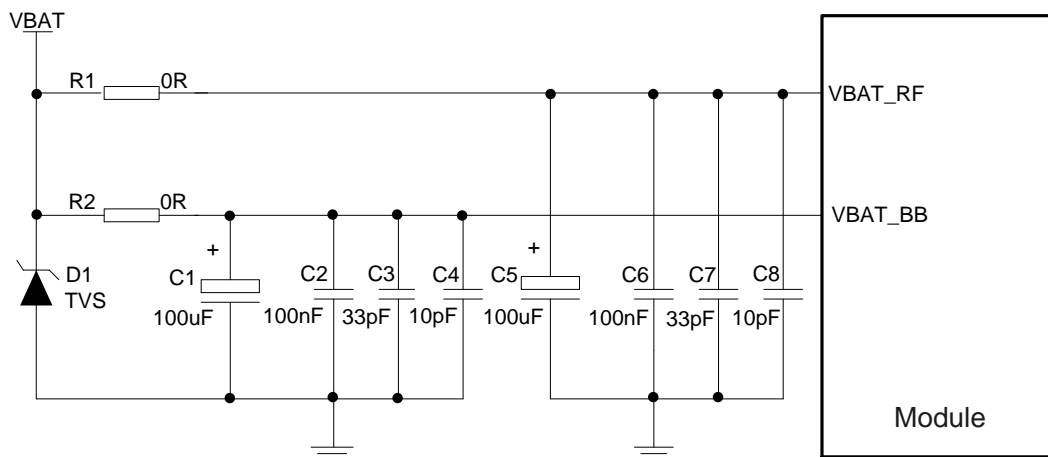 VBAT
R1 0R
VBAT_RF
R2 0R
VBAT_BB
+ +
D1 C1 C2 C3 C4 C5 C6 C7 C8
TVS
100uF 100nF 33pF 10pF 100uF 100nF 33pF 10pF
Module